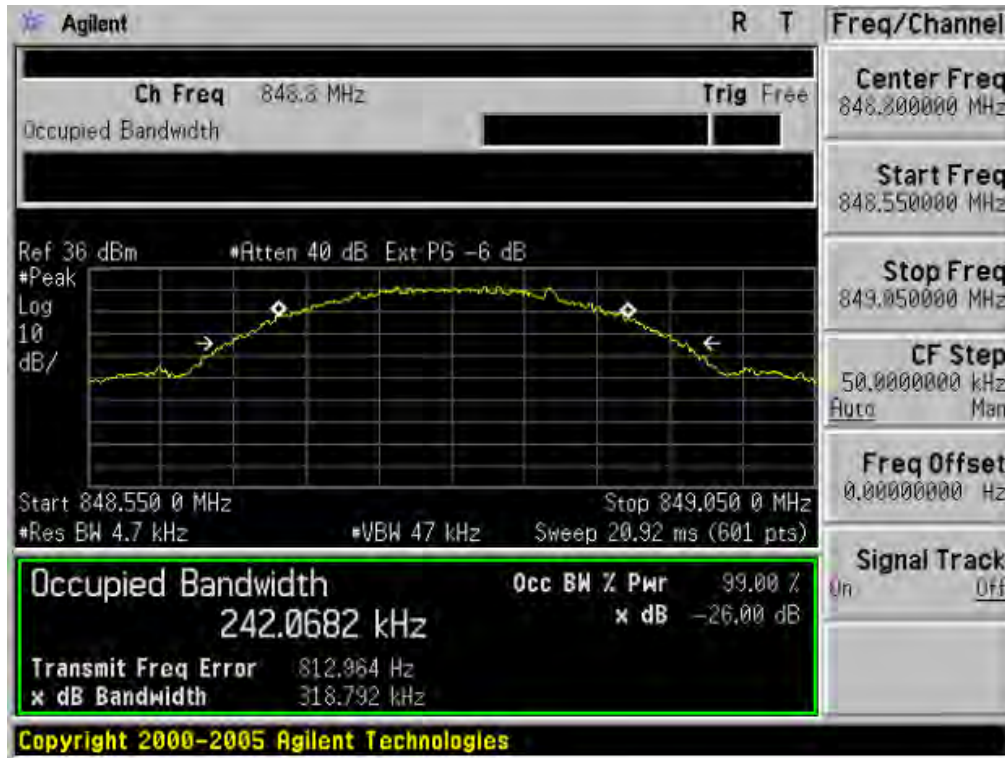 Agilent R T Freq/Channel
Ch Freq 848.8 MHz Trig Free
Occupied Bandwidth
Center Freq
848.800000 MHz
Start Freq
848.550000 MHz
Stop Freq
849.050000 MHz
CF Step
50.0000000 kHz
Auto Man
Freq Offset
0.00000000 Hz
Signal Track
On Off
Ref 36 dBm #Atten 40 dB Ext PG -6 dB
#Peak
Log
10
dB/
Start 848.550 0 MHz Stop 849.050 0 MHz
#Res BW 4.7 kHz #VBW 47 kHz Sweep 20.92 ms (601 pts)
Occupied Bandwidth Occ BW % Pwr 99.00 %
242.0682 kHz x dB -26.00 dB
Transmit Freq Error 812.964 Hz
x dB Bandwidth 318.792 kHz
Copyright 2000-2005 Agilent Technologies